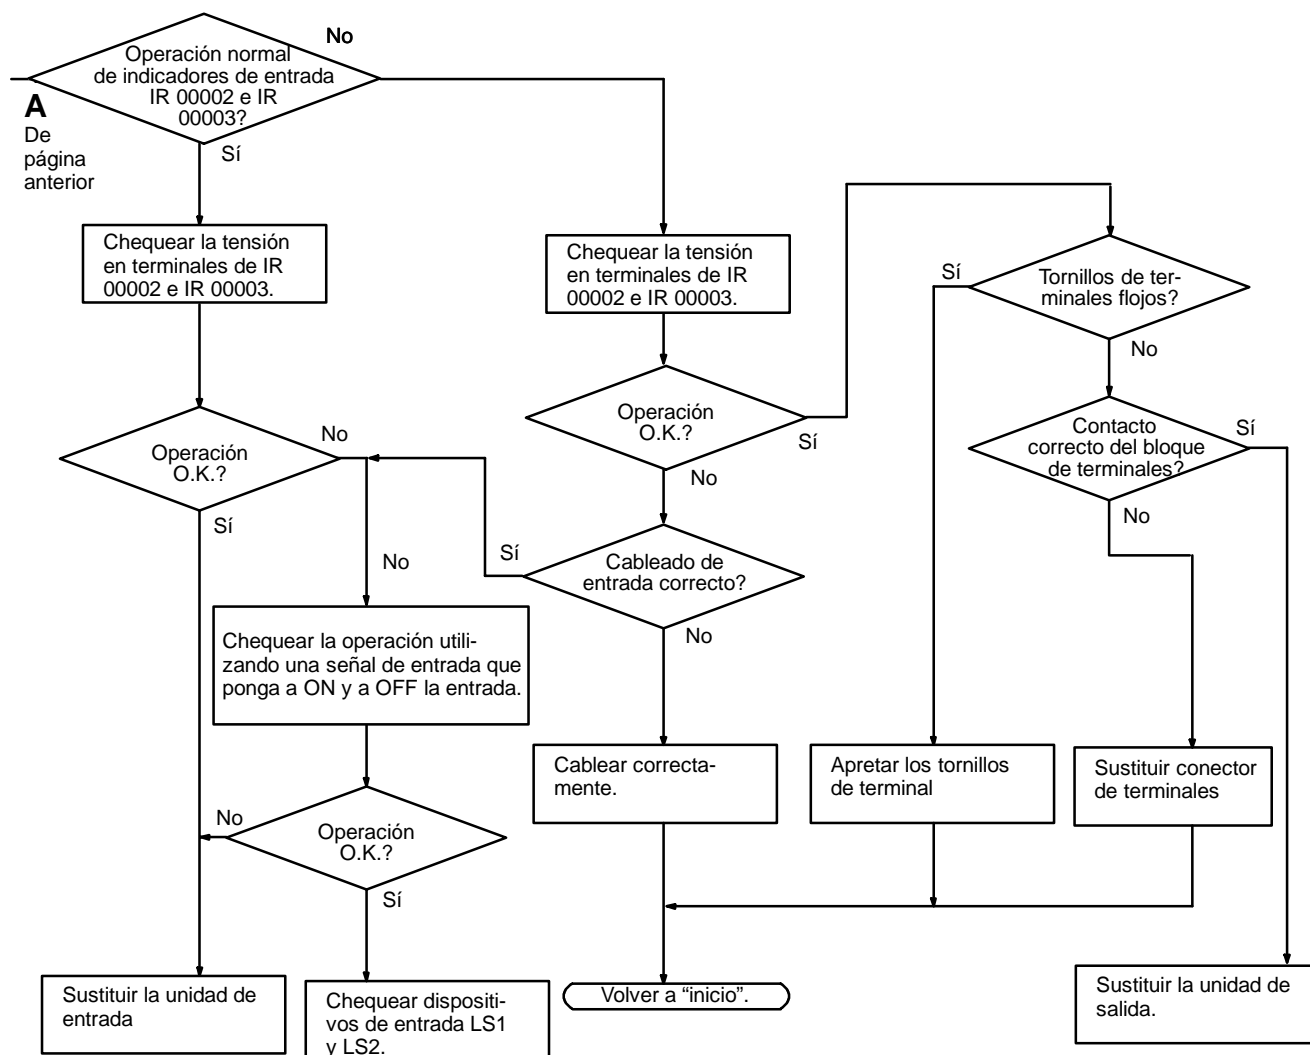 Operación normal
de indicadores de entrada
IR 00002 e IR
00003?
No
A
De
página
anterior
Sí
Chequear la tensión
en terminales de IR
00002 e IR 00003.
Chequear la tensión
en terminales de IR
00002 e IR 00003.
Sí
Tornillos de ter-
minales flojos?
No
Operación
O.K.?
Sí
No
Contacto
correcto del bloque
de terminales?
Sí
No
Operación
O.K.?
No
Sí
No
Sí
Cableado de
entrada correcto?
No
Chequear la operación utili-
zando una señal de entrada que
ponga a ON y a OFF la entrada.
Cablear correcta-
mente.
Apretar los tornillos
de terminal
Sustituir conector
de terminales
No
Operación
O.K.?
Sí
Sustituir la unidad de
entrada
Chequear dispositi-
vos de entrada LS1
y LS2.
Volver a “inicio”.
Sustituir la unidad de
salida.